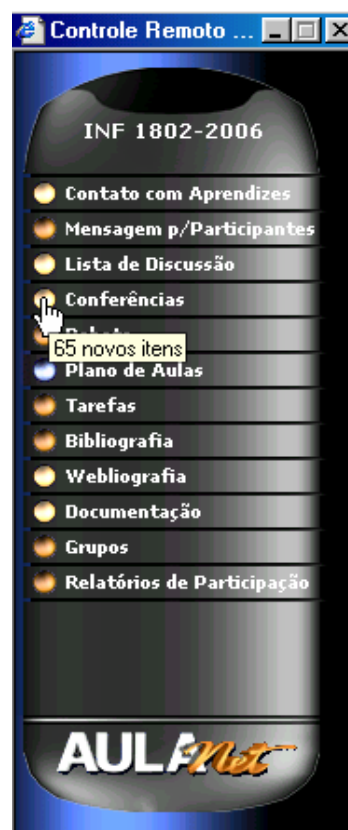 Controle Remoto ...
INF 1802-2006
Contato com Aprendizes
Mensagem p/Participantes
Lista de Discussão
Conferências
65 novos itens
Plano de Aulas
Tarefas
Bibliografia
Webliografia
Documentação
Grupos
Relatórios de Participação
AULANet